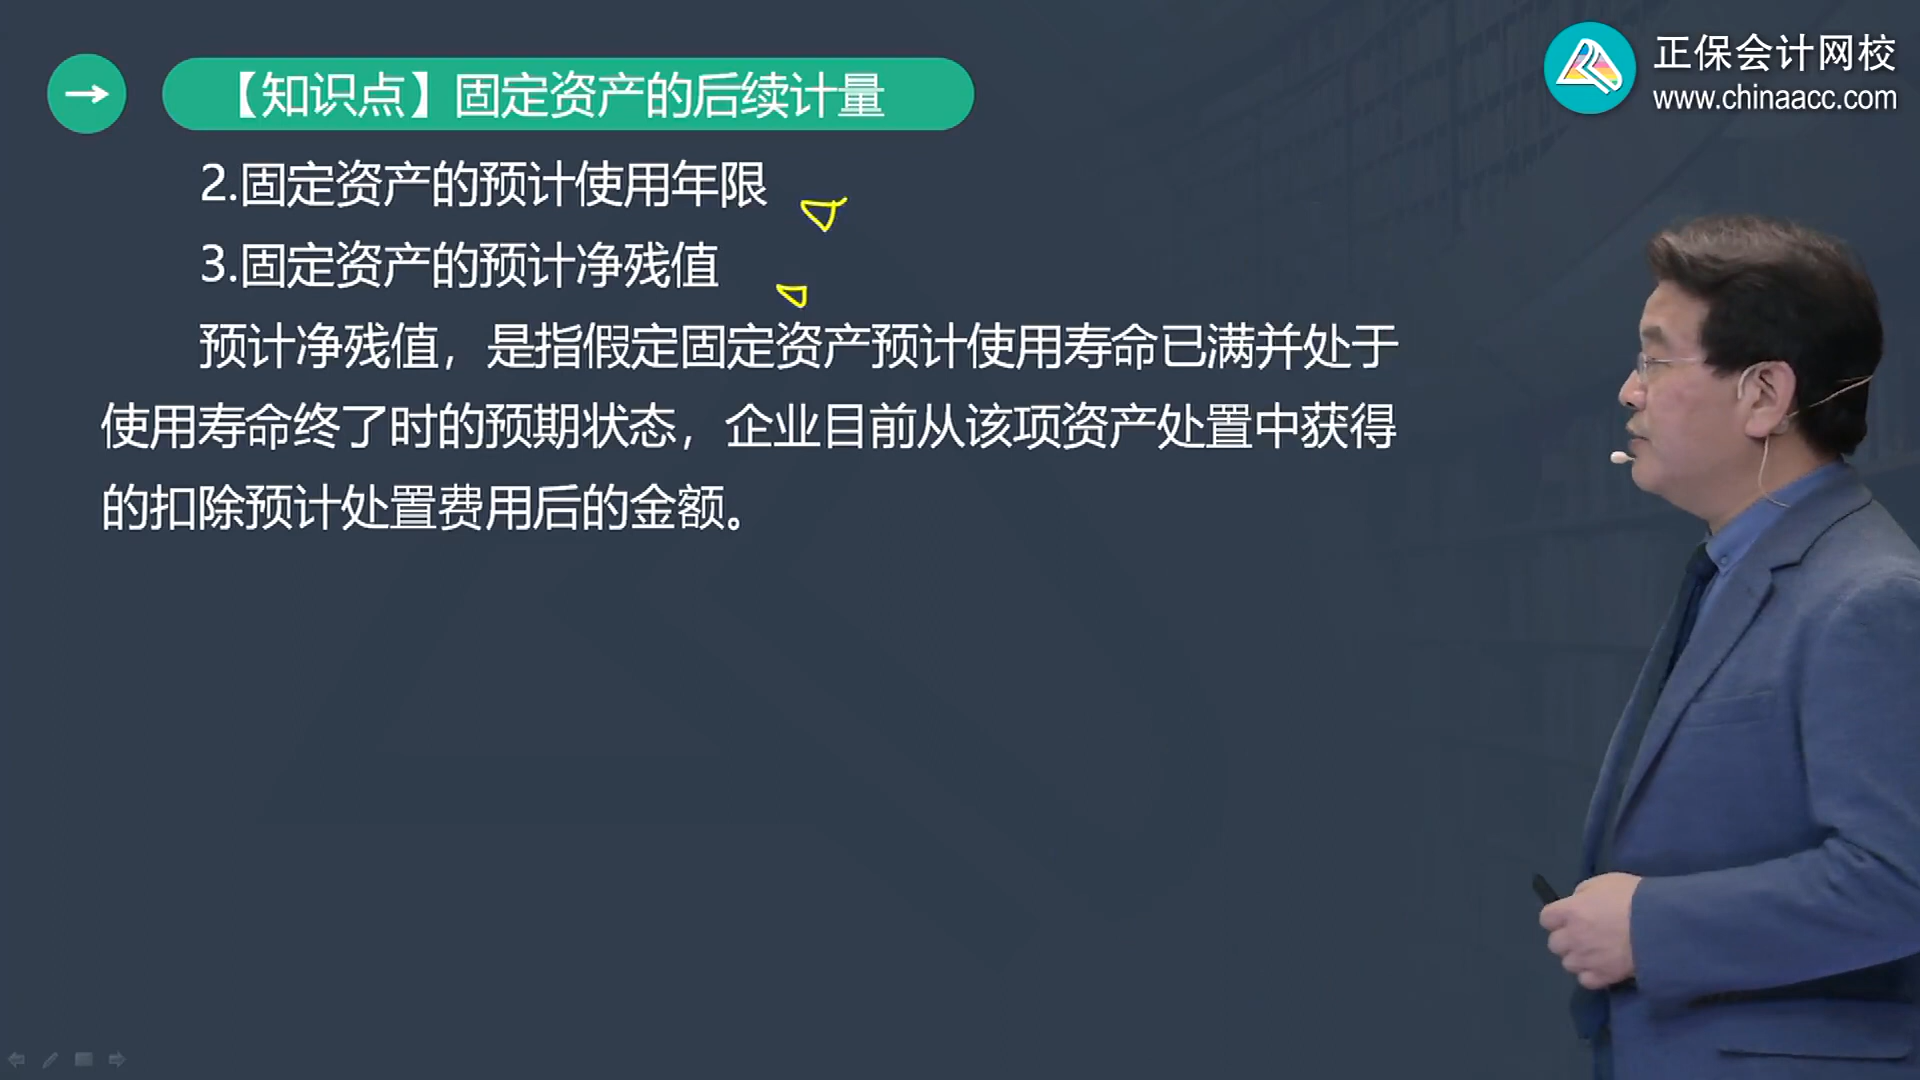 正保会计网校
www.chinaacc.com
【知识点】固定资产的后续计量
2.固定资产的预计使用年限
3.固定资产的预计净残值
预计净残值，是指假定固定资产预计使用寿命已满并处于
使用寿命终了时的预期状态，企业目前从该项资产处置中获得
的扣除预计处置费用后的金额。